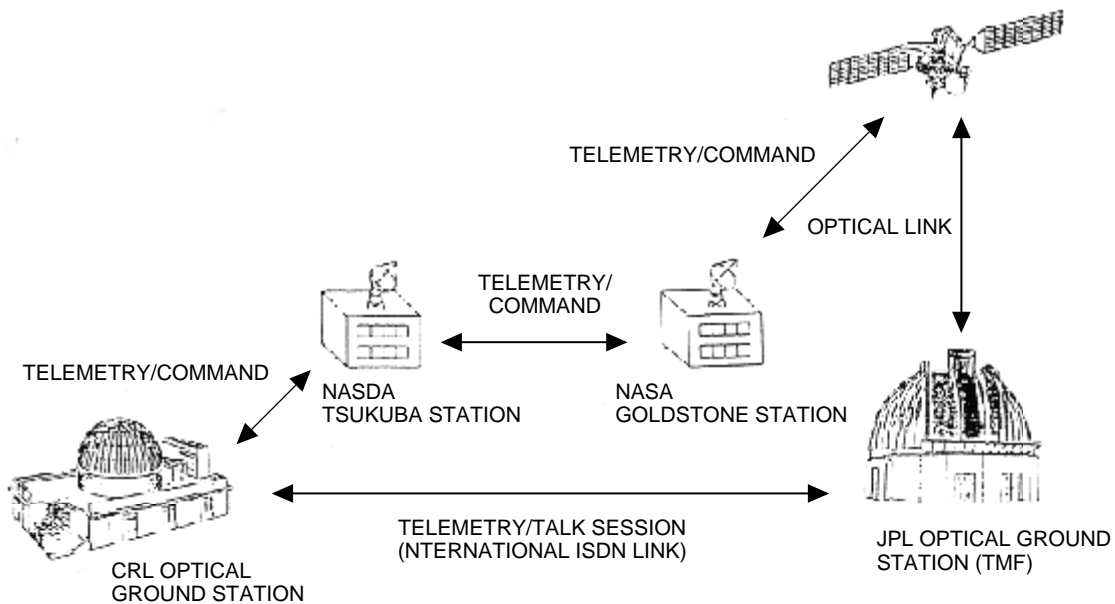 TELEMETRY/COMMAND
OPTICAL LINK
TELEMETRY/
COMMAND
TELEMETRY/COMMAND
NASDA
TSUKUBA STATION
NASA
GOLDSTONE STATION
TELEMETRY/TALK SESSION
(NTERNATIONAL ISDN LINK)
JPL OPTICAL GROUND
STATION (TMF)
CRL OPTICAL
GROUND STATION